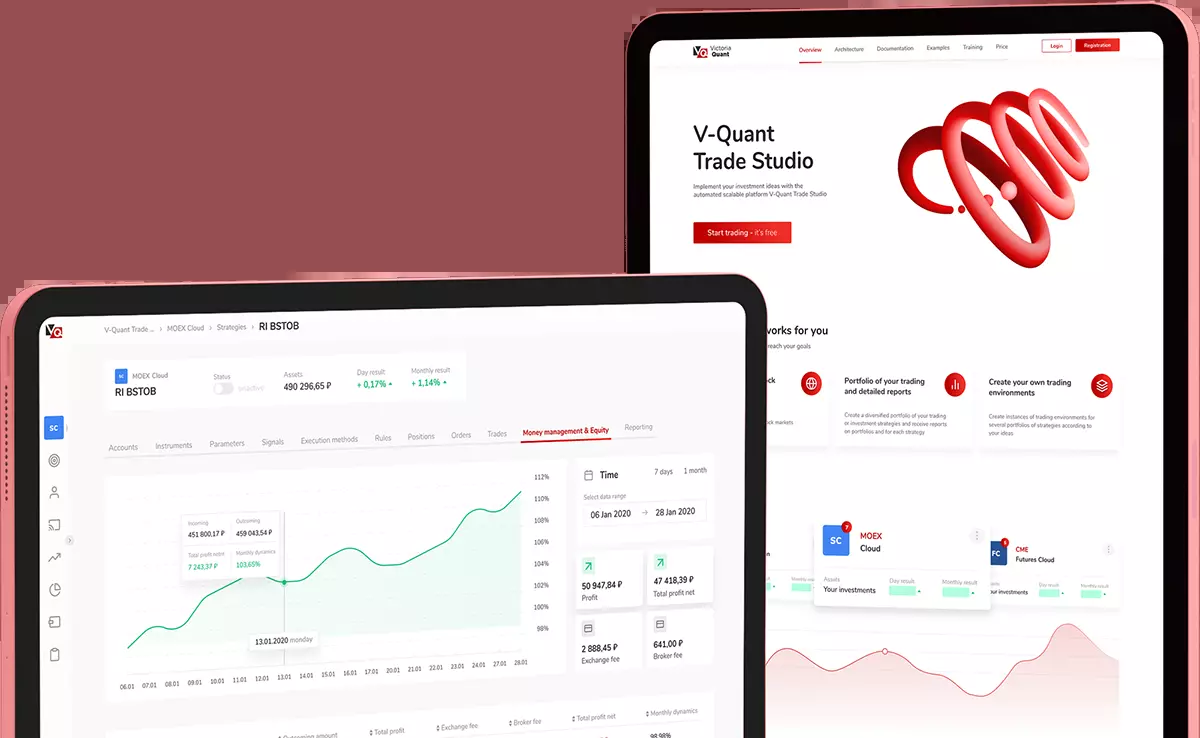 Victoria
Quant
Overview
Architecture
Documentation
Examples
Training
Price
Login
Registration
V-Quant
Trade Studio
Implement your investment ideas with the
automated scalable platform V-Quant Trade Studio
Start trading - it's free
works for you
reach your goals
Portfolio of your trading
and detailed reports
Create a diversified portfolio of your trading
or investment strategies and receive reports
on portfolios and for each strategy
Create your own trading
environments
Create instances of trading environments for
several portfolios of strategies according to
your ideas
markets
SC
7
MOEX
Cloud
Assets
Day result
Monthly result
Your investments
FC
CME
Futures Cloud
Day result
Monthly result
investments
VQ
V-Quant Trade ... › MOEX Cloud › Strategies › RI BSTOB
SC
MOEX Cloud
RI BSTOB
Status
inactive
Assets
490 296,65 ₽
Day result
+ 0,17%
Monthly result
+ 1,14%
SC
Accounts
Instruments
Parameters
Signals
Execution methods
Rules
Positions
Orders
Trades
Money management & Equity
Reporting
Incoming
Outgoing
451 800,17 ₽
459 043,54 ₽
Total profit netto
Monthly dynamics
7 243,37 ₽
103,65%
13.01.2020 monday
112%
110%
108%
106%
104%
102%
100%
98%
06.01 07.01 08.01 09.01 10.01 11.01 12.01 13.01 14.01 15.01 16.01 17.01 20.01 21.01 22.01 23.01 24.01 27.01 28.01
Time
7 days
1 month
Select data range
06 Jan 2020 → 28 Jan 2020
50 947,84 ₽
Profit
47 418,39 ₽
Total profit net
2 888,45 ₽
Exchange fee
641,00 ₽
Broker fee
Total profit
Exchange fee
Broker fee
Total profit net
Monthly dynamics
98,98%